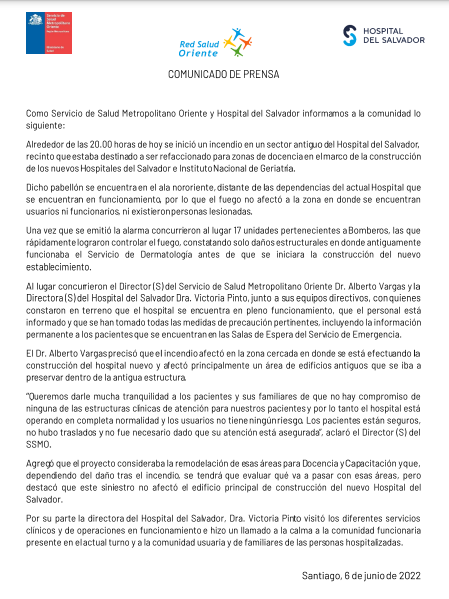 Servicio de
Salud
Metropolitano
Oriente
Red Salud
Oriente
HOSPITAL
DEL SALVADOR
COMUNICADO DE PRENSA
Como Servicio de Salud Metropolitano Oriente y Hospital del Salvador informamos a la comunidad lo
siguiente:
Alrededor de las 20.00 horas de hoy se inició un incendio en un sector antiguo del Hospital del Salvador,
recinto que estaba destinado a ser refaccionado para zonas de docencia en el marco de la construcción
de los nuevos Hospitales del Salvador e Instituto Nacional de Geriatría.
Dicho pabellón se encuentra en el ala nororiente, distante de las dependencias del actual Hospital que
se encuentran en funcionamiento, por lo que el fuego no afectó a la zona en donde se encuentran
usuarios ni funcionarios, ni existieron personas lesionadas.
Una vez que se emitió la alarma concurrieron al lugar 17 unidades pertenecientes a Bomberos, las que
rápidamente lograron controlar el fuego, constatando solo daños estructurales en donde antiguamente
funcionaba el Servicio de Dermatología antes de que se iniciara la construcción del nuevo
establecimiento.
Al lugar concurrieron el Director (S) del Servicio de Salud Metropolitano Oriente Dr. Alberto Vargas y la
Directora (S) del Hospital del Salvador Dra. Victoria Pinto, junto a sus equipos directivos, con quienes
constaron en terreno que el hospital se encuentra en pleno funcionamiento, que el personal está
informado y que se han tomado todas las medidas de precaución pertinentes, incluyendo la información
permanente a los pacientes que se encuentran en las Salas de Espera del Servicio de Emergencia.
El Dr. Alberto Vargas precisó que el incendio afectó en la zona cercada en donde se está efectuando la
construcción del hospital nuevo y afectó principalmente un área de edificios antiguos que se iba a
preservar dentro de la antigua estructura.
"Queremos darle mucha tranquilidad a los pacientes y sus familiares de que no hay compromiso de
ninguna de las estructuras clínicas de atención para nuestros pacientes y por lo tanto el hospital está
operando en completa normalidad y los usuarios no tiene ningún riesgo. Los pacientes están seguros,
no hubo traslados y no fue necesario dado que su atención está asegurada", aclaró el Director (S) del
SSMO.
Agregó que el proyecto consideraba la remodelación de esas áreas para Docencia y Capacitación y que,
dependiendo del daño tras el incendio, se tendrá que evaluar qué va a pasar con esas áreas, pero
destacó que este siniestro no afectó el edificio principal de construcción del nuevo Hospital del
Salvador.
Por su parte la directora del Hospital del Salvador, Dra. Victoria Pinto visitó los diferentes servicios
clínicos y de operaciones en funcionamiento e hizo un llamado a la calma a la comunidad funcionaria
presente en el actual turno y a la comunidad usuaria y de familiares de las personas hospitalizadas.
Santiago, 6 de junio de 2022